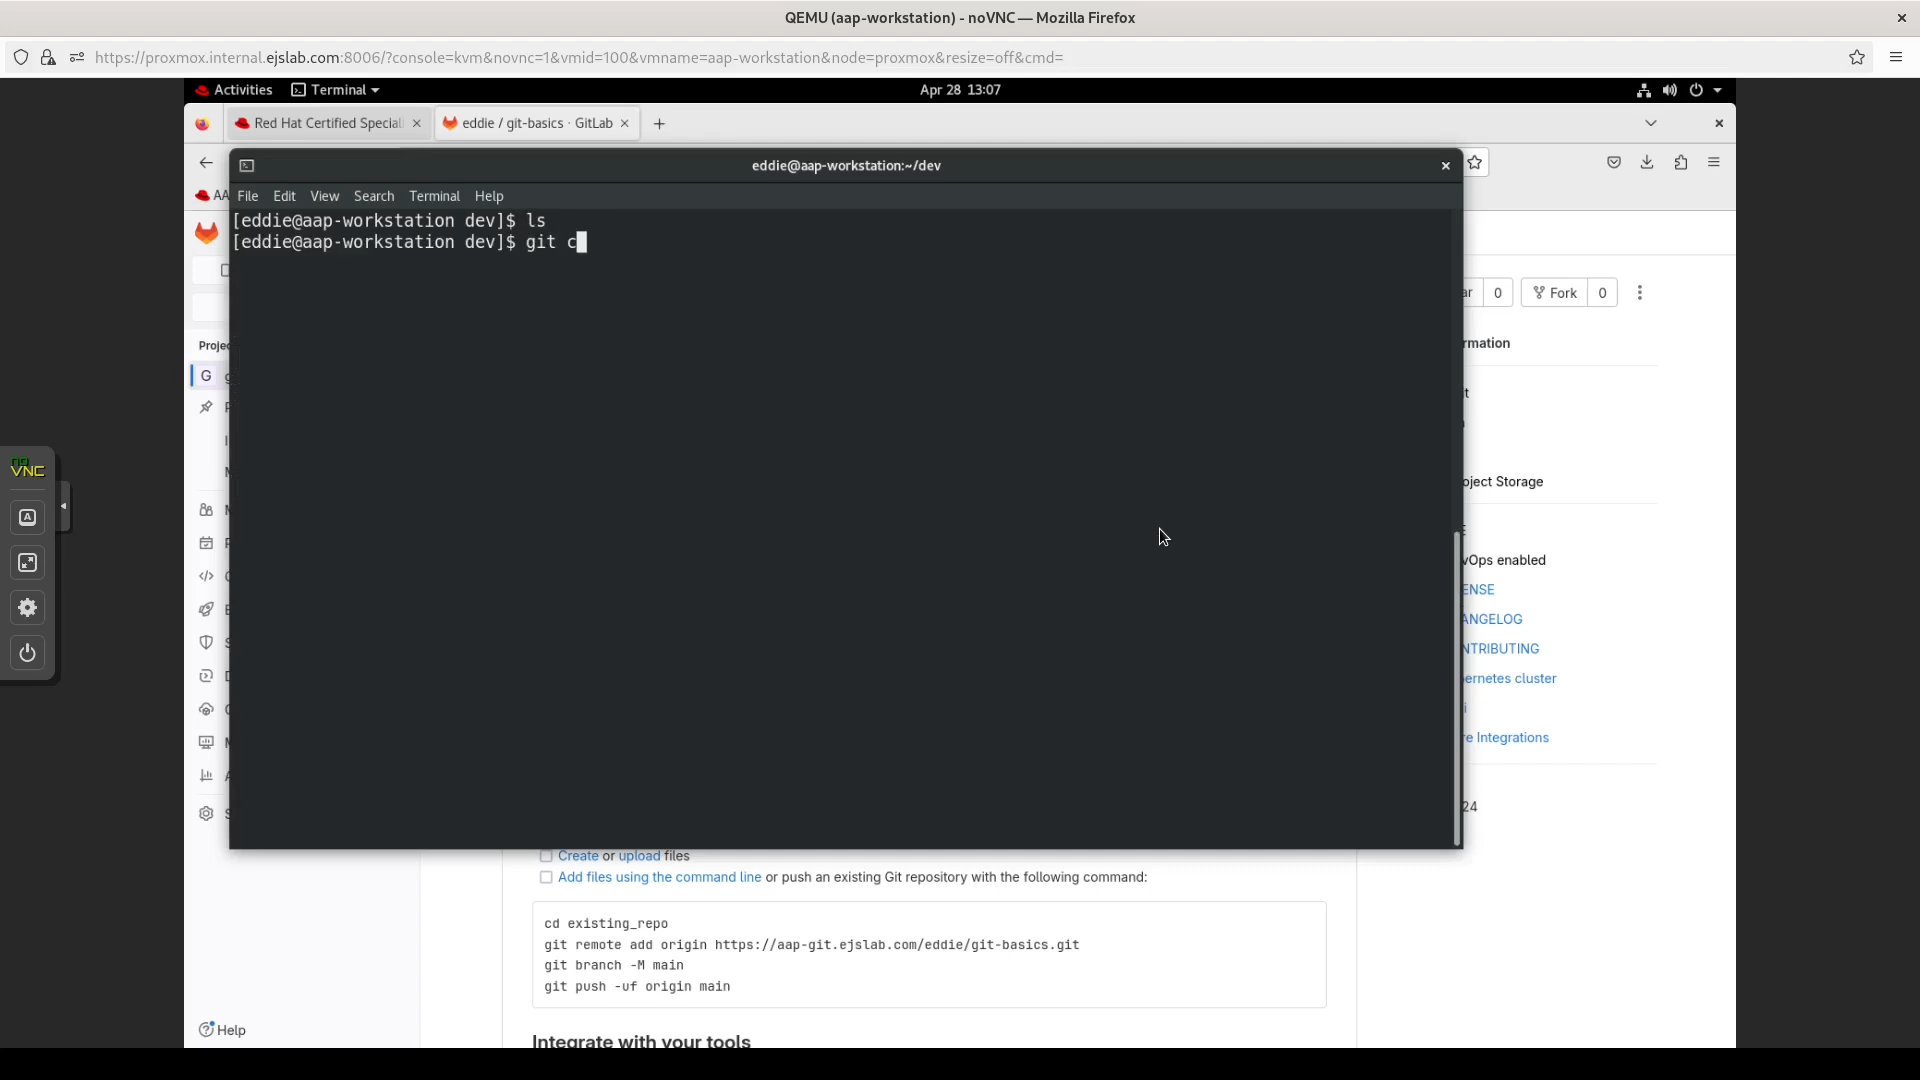 QEMU (aap-workstation) - noVNC — Mozilla Firefox
https://proxmox.internal.ejslab.com:8006/?console=kvm&novnc=1&vmid=100&vmname=aap-workstation&node=proxmox&resize=off&cmd=
Activities
Terminal
Apr 28 13:07
Red Hat Certified Special
eddie / git-basics · GitLab
eddie@aap-workstation:~/dev
AA
File Edit View Search Terminal Help
[eddie@aap-workstation dev]$ ls
[eddie@aap-workstation dev]$ git c
ar 0
Fork 0
Projec
rmation
G
it
oject Storage
vOps enabled
ENSE
ANGELOG
NTRIBUTING
ernetes cluster
i
re Integrations
24
no
VNC
A
Create or upload files
Add files using the command line or push an existing Git repository with the following command:
cd existing_repo
git remote add origin https://aap-git.ejslab.com/eddie/git-basics.git
git branch -M main
git push -uf origin main
Help
Integrate with your tools